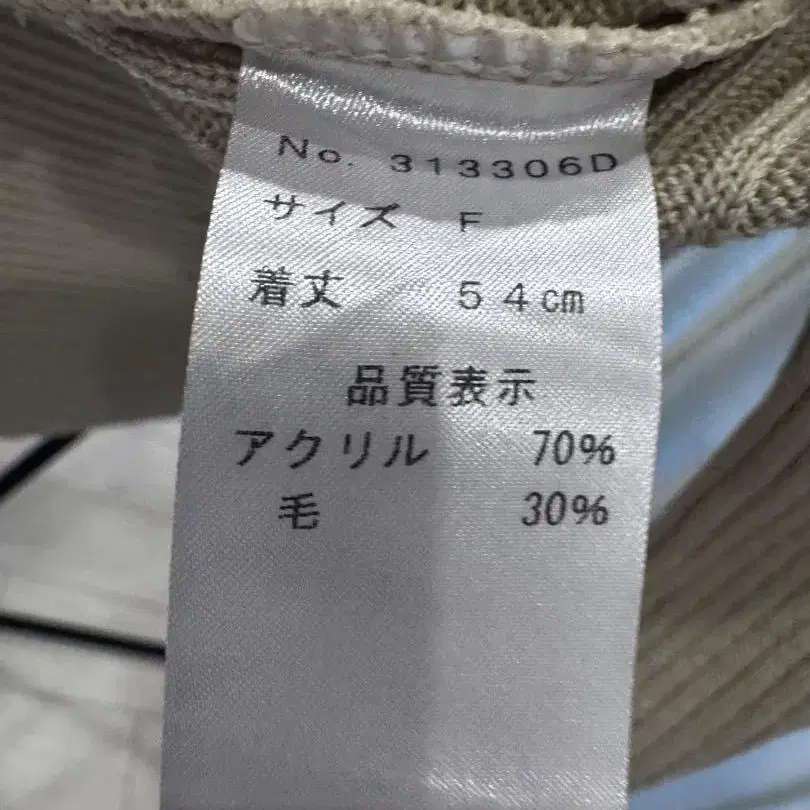 No. 313306D
サイズ F
着丈 54cm
品質表示
アクリル 70%
毛 30%